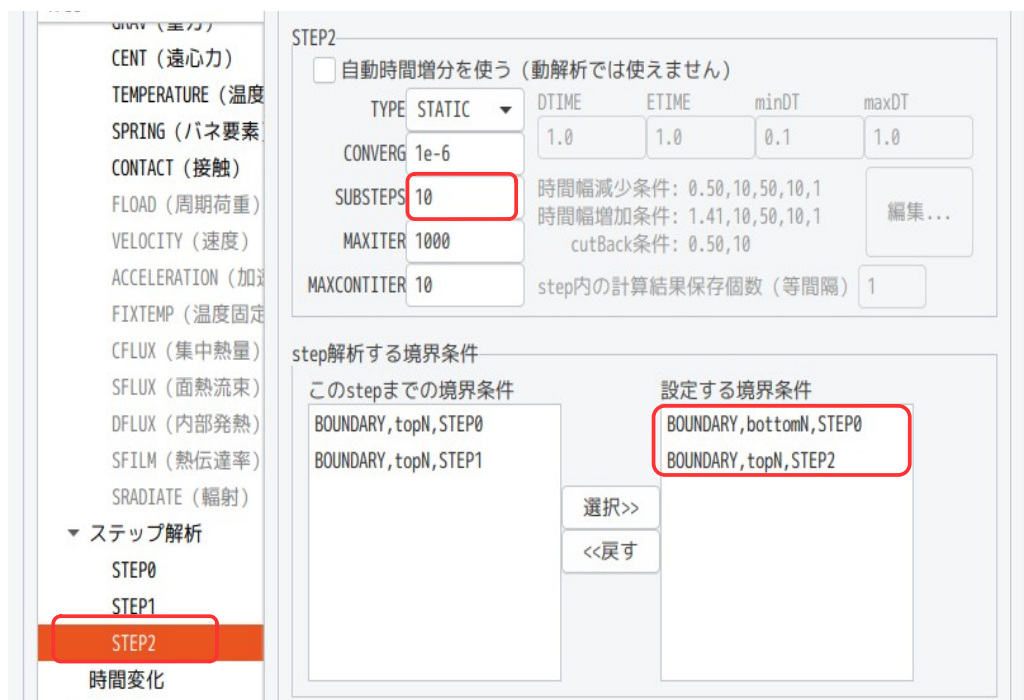 GRAV (重力)
CENT (遠心力)
TEMPERATURE (温度
SPRING (バネ要素)
CONTACT (接触)
FLOAD (周期荷重)
VELOCITY (速度)
ACCELERATION (加速
FIXTEMP (温度固定
CFLUX (集中熱量)
SFLUX (面熱流束)
DFLUX (内部発熱)
SFILM (熱伝達率)
SRADIATE (輻射)
ステップ解析
STEP0
STEP1
STEP2
時間変化
STEP2
自動時間増分を使う (動解析では使えません)
TYPE STATIC
CONVERG 1e-6
SUBSTEPS 10
MAXITER 1000
MAXCONTITER 10
DTIME ETIME minDT maxDT
1.0 1.0 0.1 1.0
時間幅減少条件: 0.50,10,50,10,1
時間幅増加条件: 1.41,10,50,10,1
cutBack条件: 0.50,10
編集...
step内の計算結果保存個数 (等間隔) 1
step解析する境界条件
このstepまでの境界条件
BOUNDARY,topN,STEP0
BOUNDARY,topN,STEP1
選択>>
<<戻す
設定する境界条件
BOUNDARY,bottomN,STEP0
BOUNDARY,topN,STEP2